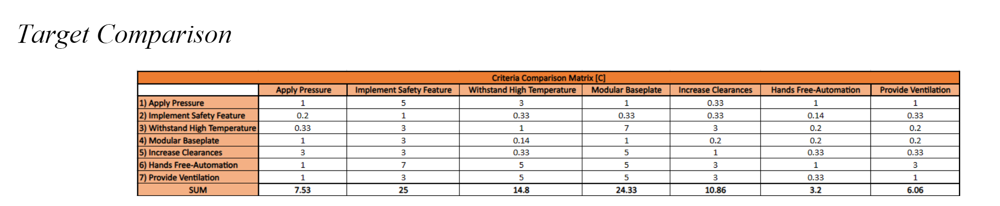 Target Comparison
Criteria Comparison Matrix [C]
Apply Pressure Implement Safety Feature Withstand High Temperature Modular Baseplate Increase Clearances Hands Free-Automation Provide Ventilation
1) Apply Pressure 1 5 3 1 0.33 1 1
2) Implement Safety Feature 0.2 1 0.33 0.33 0.33 0.14 0.33
3) Withstand High Temperature 0.33 3 1 7 3 0.2 0.2
4) Modular Baseplate 1 3 0.14 1 0.2 0.2 0.2
5) Increase Clearances 3 3 0.33 5 1 0.33 0.33
6) Hands Free-Automation 1 7 5 5 3 1 3
7) Provide Ventilation 1 3 5 5 3 0.33 1
SUM 7.53 25 14.8 24.33 10.86 3.2 6.06